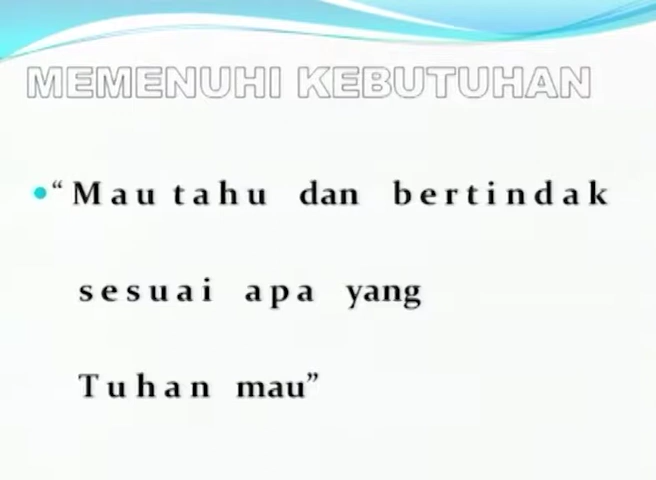 MEMENUHI KEBUTUHAN
• “Mau tahu dan bertindak
sesuai apa yang
Tuhan mau”